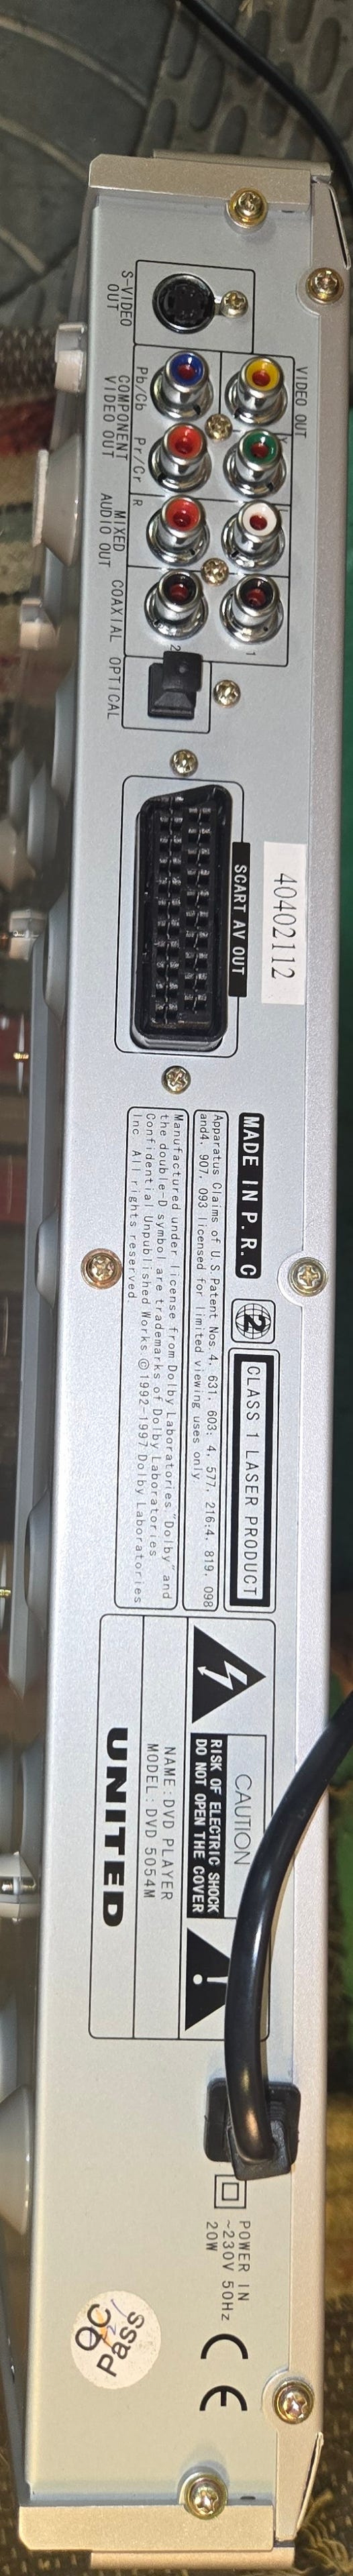 VIDEO OUT
Y
S-VIDEO
OUT
Pb/Cb
Pr/Cr
COMPONENT
VIDEO OUT
R
MIXED
AUDIO OUT
1
2
COAXIAL
OPTICAL
SCART AV OUT
40402112
MADE IN P.R.C
2
CLASS 1 LASER PRODUCT
Apparatus Claims of U.S.Patent Nos 4, 631, 603; 4, 577, 216:4, 819, 098
and4, 907, 093 licensed for limited viewing uses only
Manufactured under license from Dolby Laboratories."Dolby" and
the double-D symbol are trademarks of Dolby Laboratories
Confidential Unpublished Works ©1992-1997 Dolby Laboratories
Inc All rights reserved.
CAUTION
RISK OF ELECTRIC SHOCK
DO NOT OPEN THE COVER
NAME:DVD PLAYER
MODEL:DVD 5054M
UNITED
POWER IN
~230V 50Hz
20W
CE
QC
Pass